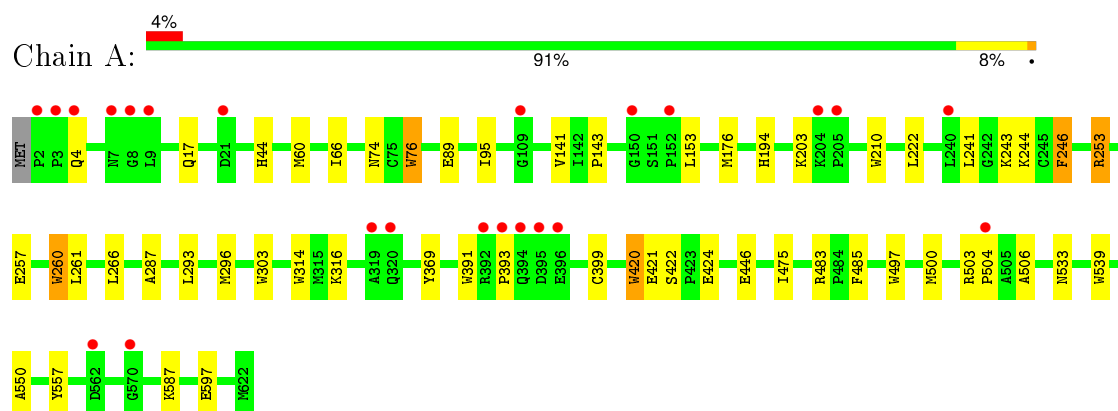 4%
Chain A:
91% 8% •
MET P2 P3 Q4 N7 G8 L9 Q17 D21 H44 M60 I66 N74 C75 W76 E89 I95 G109 V141 I142 P143 G150 S151 P152 L153 M176 H194 K203 K204 P205 W210 L222 L240 L241 G242 K243 K244 C245 F246 R253
E257 W260 L261 L266 A287 L293 M296 W303 W314 M315 K316 A319 Q320 Y369 W391 R392 P393 Q394 D395 E396 C399 W420 E421 S422 P423 E424 E446 I475 R483 P484 F485 W497 M500 R503 P504 A505 A506 N533 W539
A550 Y557 D562 G570 K587 E597 M622